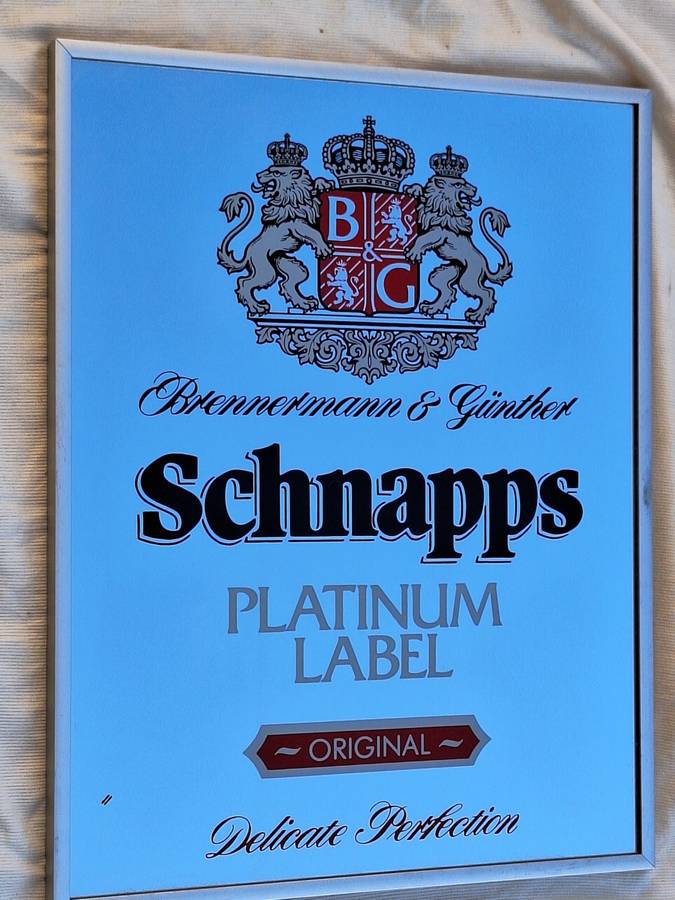 B
&
G
Brennermann & Günther
Schnapps
PLATINUM
LABEL
~ ORIGINAL ~
Delicate Perfection